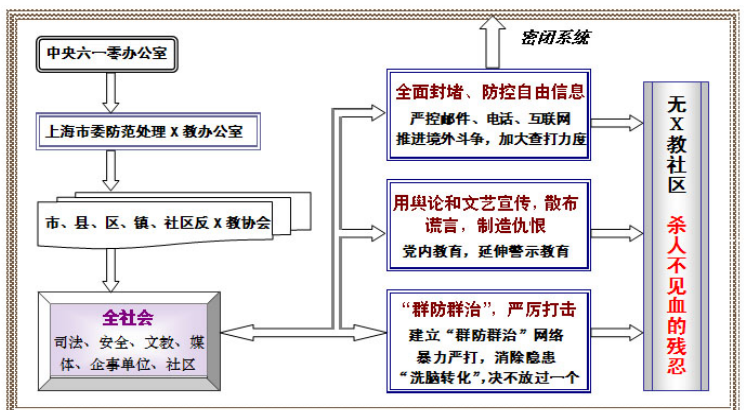 密闭系统
中央六一零办公室
上海市委防范处理X教办公室
市、县、区、镇、社区反X教协会
全社会
司法、安全、文教、媒
体、企事单位、社区
全面封堵、防控自由信息
严控邮件、电话、互联网
推进境外斗争，加大查打力度
用舆论和文艺宣传，散布
谎言，制造仇恨
党内教育，延伸警示教育
“群防群治”，严厉打击
建立“群防群治”网络
暴力严打，消除隐患
“洗脑转化”，决不放过一个
无X教社区
杀人不见血的残忍